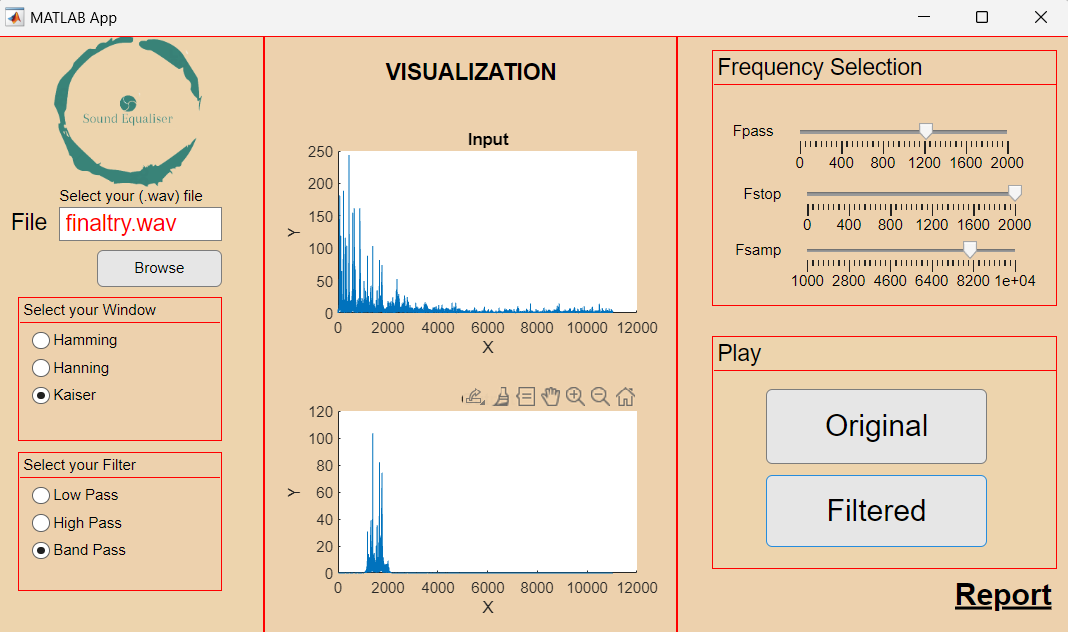 MATLAB App
Sound Equaliser
Select your (.wav) file
File finaltry.wav
Browse
Select your Window
Hamming
Hanning
Kaiser
Select your Filter
Low Pass
High Pass
Band Pass
VISUALIZATION
Input
250
200
150
100
50
0
Y
0 2000 4000 6000 8000 10000 12000
X
120
100
80
60
40
20
0
Y
0 2000 4000 6000 8000 10000 12000
X
Frequency Selection
Fpass
0 400 800 1200 1600 2000
Fstop
0 400 800 1200 1600 2000
Fsamp
1000 2800 4600 6400 8200 1e+04
Play
Original
Filtered
Report